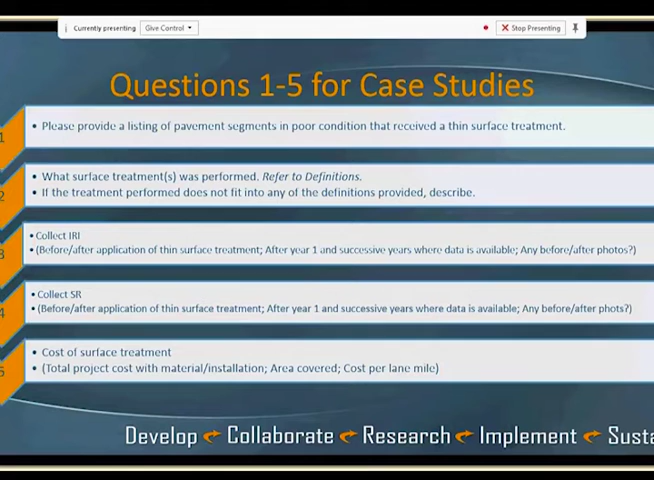 Currently presenting Give Control Stop Presenting
Questions 1-5 for Case Studies
1
• Please provide a listing of pavement segments in poor condition that received a thin surface treatment.
2
• What surface treatment(s) was performed. Refer to Definitions.
• If the treatment performed does not fit into any of the definitions provided, describe.
3
• Collect IRI
• (Before/after application of thin surface treatment; After year 1 and successive years where data is available; Any before/after photos?)
4
• Collect SR
• (Before/after application of thin surface treatment; After year 1 and successive years where data is available; Any before/after phots?)
5
• Cost of surface treatment
• (Total project cost with material/installation; Area covered; Cost per lane mile)
Develop Collaborate Research Implement Susta